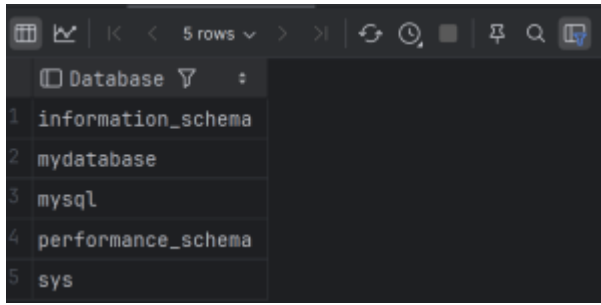 5 rows
Database
1 information_schema
2 mydatabase
3 mysql
4 performance_schema
5 sys